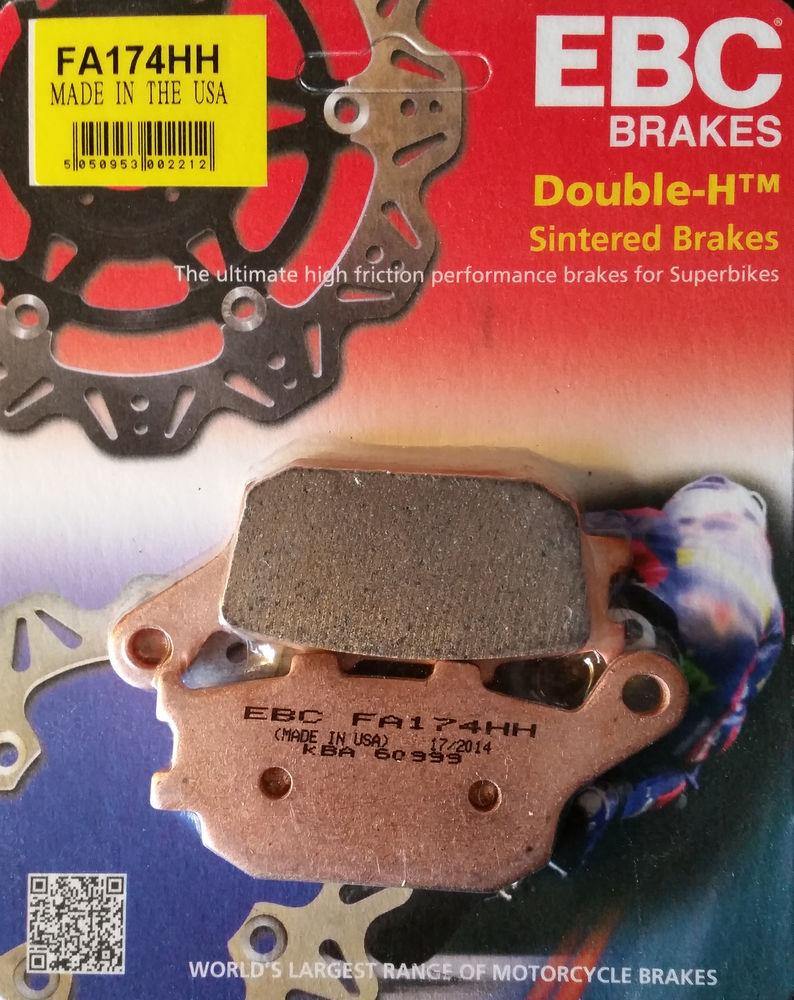 FA174HH
MADE IN THE USA
5 050953 002212
EBC®
BRAKES
Double-H™
Sintered Brakes
The ultimate high friction performance brakes for Superbikes
EBC FA174HH
(MADE IN USA) 17/2014
KBA 60999
WORLD'S LARGEST RANGE OF MOTORCYCLE BRAKES